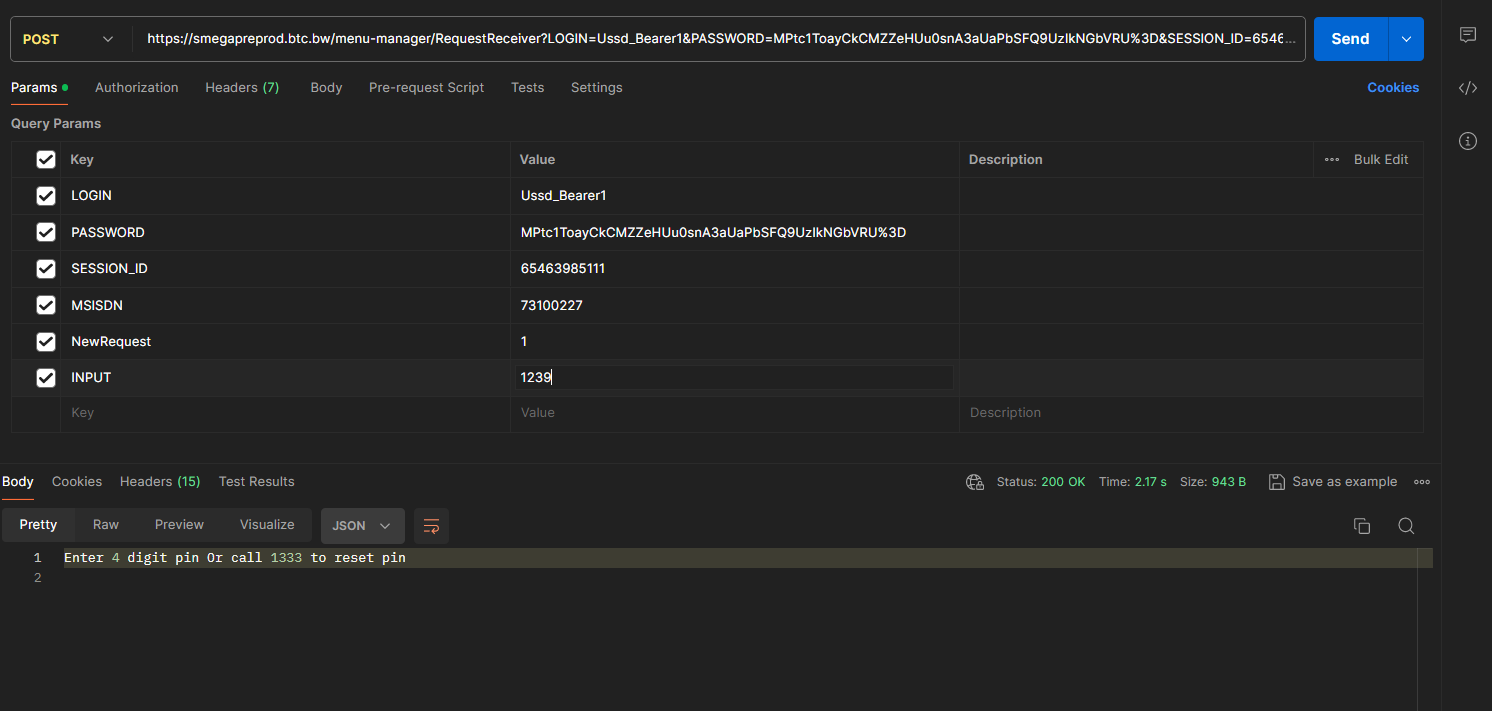 POST https://smegapreprod.btc.bw/menu-manager/RequestReceiver?LOGIN=Ussd_Bearer1&PASSWORD=MPtc1ToayCkCMZZeHUu0snA3aUaPbSFQ9UzIkNGbVRU%3D&SESSION_ID=6546... Send
Params Authorization Headers (7) Body Pre-request Script Tests Settings Cookies
Query Params
Key Value Description Bulk Edit
LOGIN Ussd_Bearer1
PASSWORD MPtc1ToayCkCMZZeHUu0snA3aUaPbSFQ9UzIkNGbVRU%3D
SESSION_ID 65463985111
MSISDN 73100227
NewRequest 1
INPUT 1239
Key Value Description
Body Cookies Headers (15) Test Results Status: 200 OK Time: 2.17 s Size: 943 B Save as example
Pretty Raw Preview Visualize JSON
1 Enter 4 digit pin Or call 1333 to reset pin
2